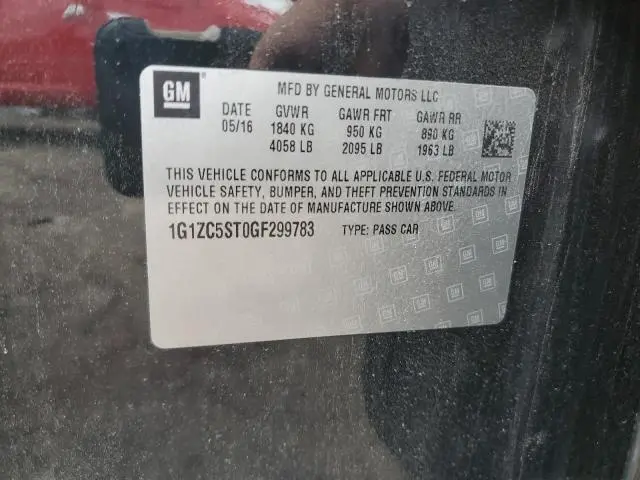 GM
MFD BY GENERAL MOTORS LLC
DATE GVWR GAWR FRT GAWR RR
05/16 1840 KG 950 KG 890 KG
4058 LB 2095 LB 1963 LB
THIS VEHICLE CONFORMS TO ALL APPLICABLE U.S. FEDERAL MOTOR
VEHICLE SAFETY, BUMPER, AND THEFT PREVENTION STANDARDS IN
EFFECT ON THE DATE OF MANUFACTURE SHOWN ABOVE.
1G1ZC5ST0GF299783 TYPE: PASS CAR